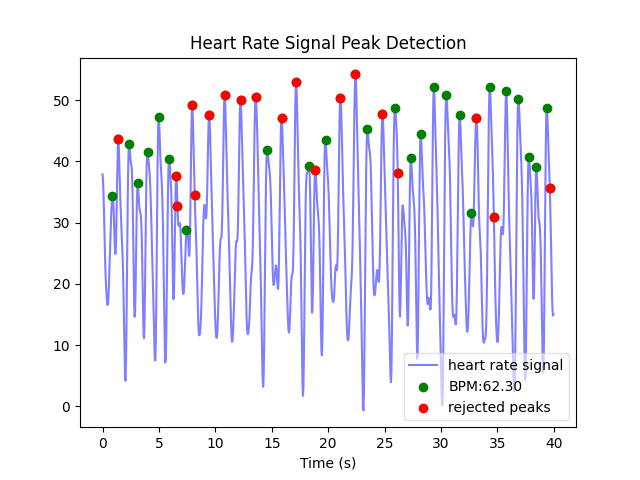 Heart Rate Signal Peak Detection
50
40
30
20
10
0
heart rate signal
BPM:62.30
rejected peaks
0 5 10 15 20 25 30 35 40
Time (s)